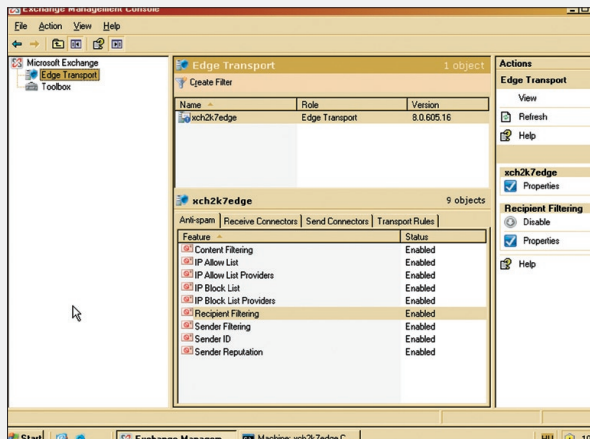 Exchange Management Console
File Action View Help
Microsoft Exchange
Edge Transport
Toolbox
Edge Transport 1 object
Create Filter
Name Role Version
xch2k7edge Edge Transport 8.0.605.16
xch2k7edge 9 objects
Anti-spam Receive Connectors Send Connectors Transport Rules
Feature Status
Content Filtering Enabled
IP Allow List Enabled
IP Allow List Providers Enabled
IP Block List Enabled
IP Block List Providers Enabled
Recipient Filtering Enabled
Sender Filtering Enabled
Sender ID Enabled
Sender Reputation Enabled
Actions
Edge Transport
View
Refresh
Help
xch2k7edge
Properties
Recipient Filtering
Disable
Properties
Help
Start Exchange Managem... Machine: xch2k7edge C... HU